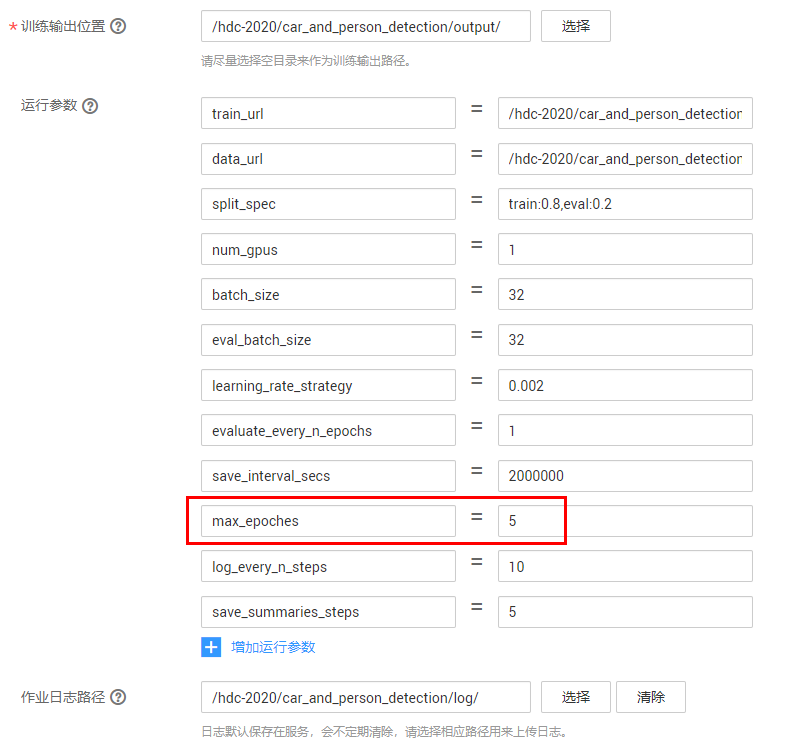 * 训练输出位置 ? /hdc-2020/car_and_person_detection/output/ 选择
请尽量选择空目录来作为训练输出路径。
运行参数 ? train_url = /hdc-2020/car_and_person_detection
data_url = /hdc-2020/car_and_person_detection
split_spec = train:0.8,eval:0.2
num_gpus = 1
batch_size = 32
eval_batch_size = 32
learning_rate_strategy = 0.002
evaluate_every_n_epochs = 1
save_interval_secs = 2000000
max_epoches = 5
log_every_n_steps = 10
save_summaries_steps = 5
+ 增加运行参数
作业日志路径 ? /hdc-2020/car_and_person_detection/log/ 选择 清除
日志默认保存在服务，会不定期清除，请选择相应路径用来上传日志。